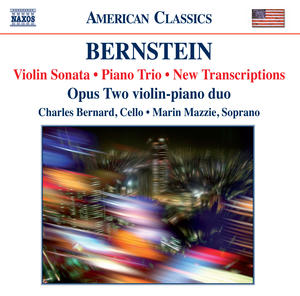 NAXOS
AMERICAN CLASSICS
BERNSTEIN
Violin Sonata • Piano Trio • New Transcriptions
Opus Two violin-piano duo
Charles Bernard, Cello • Marin Mazzie, Soprano